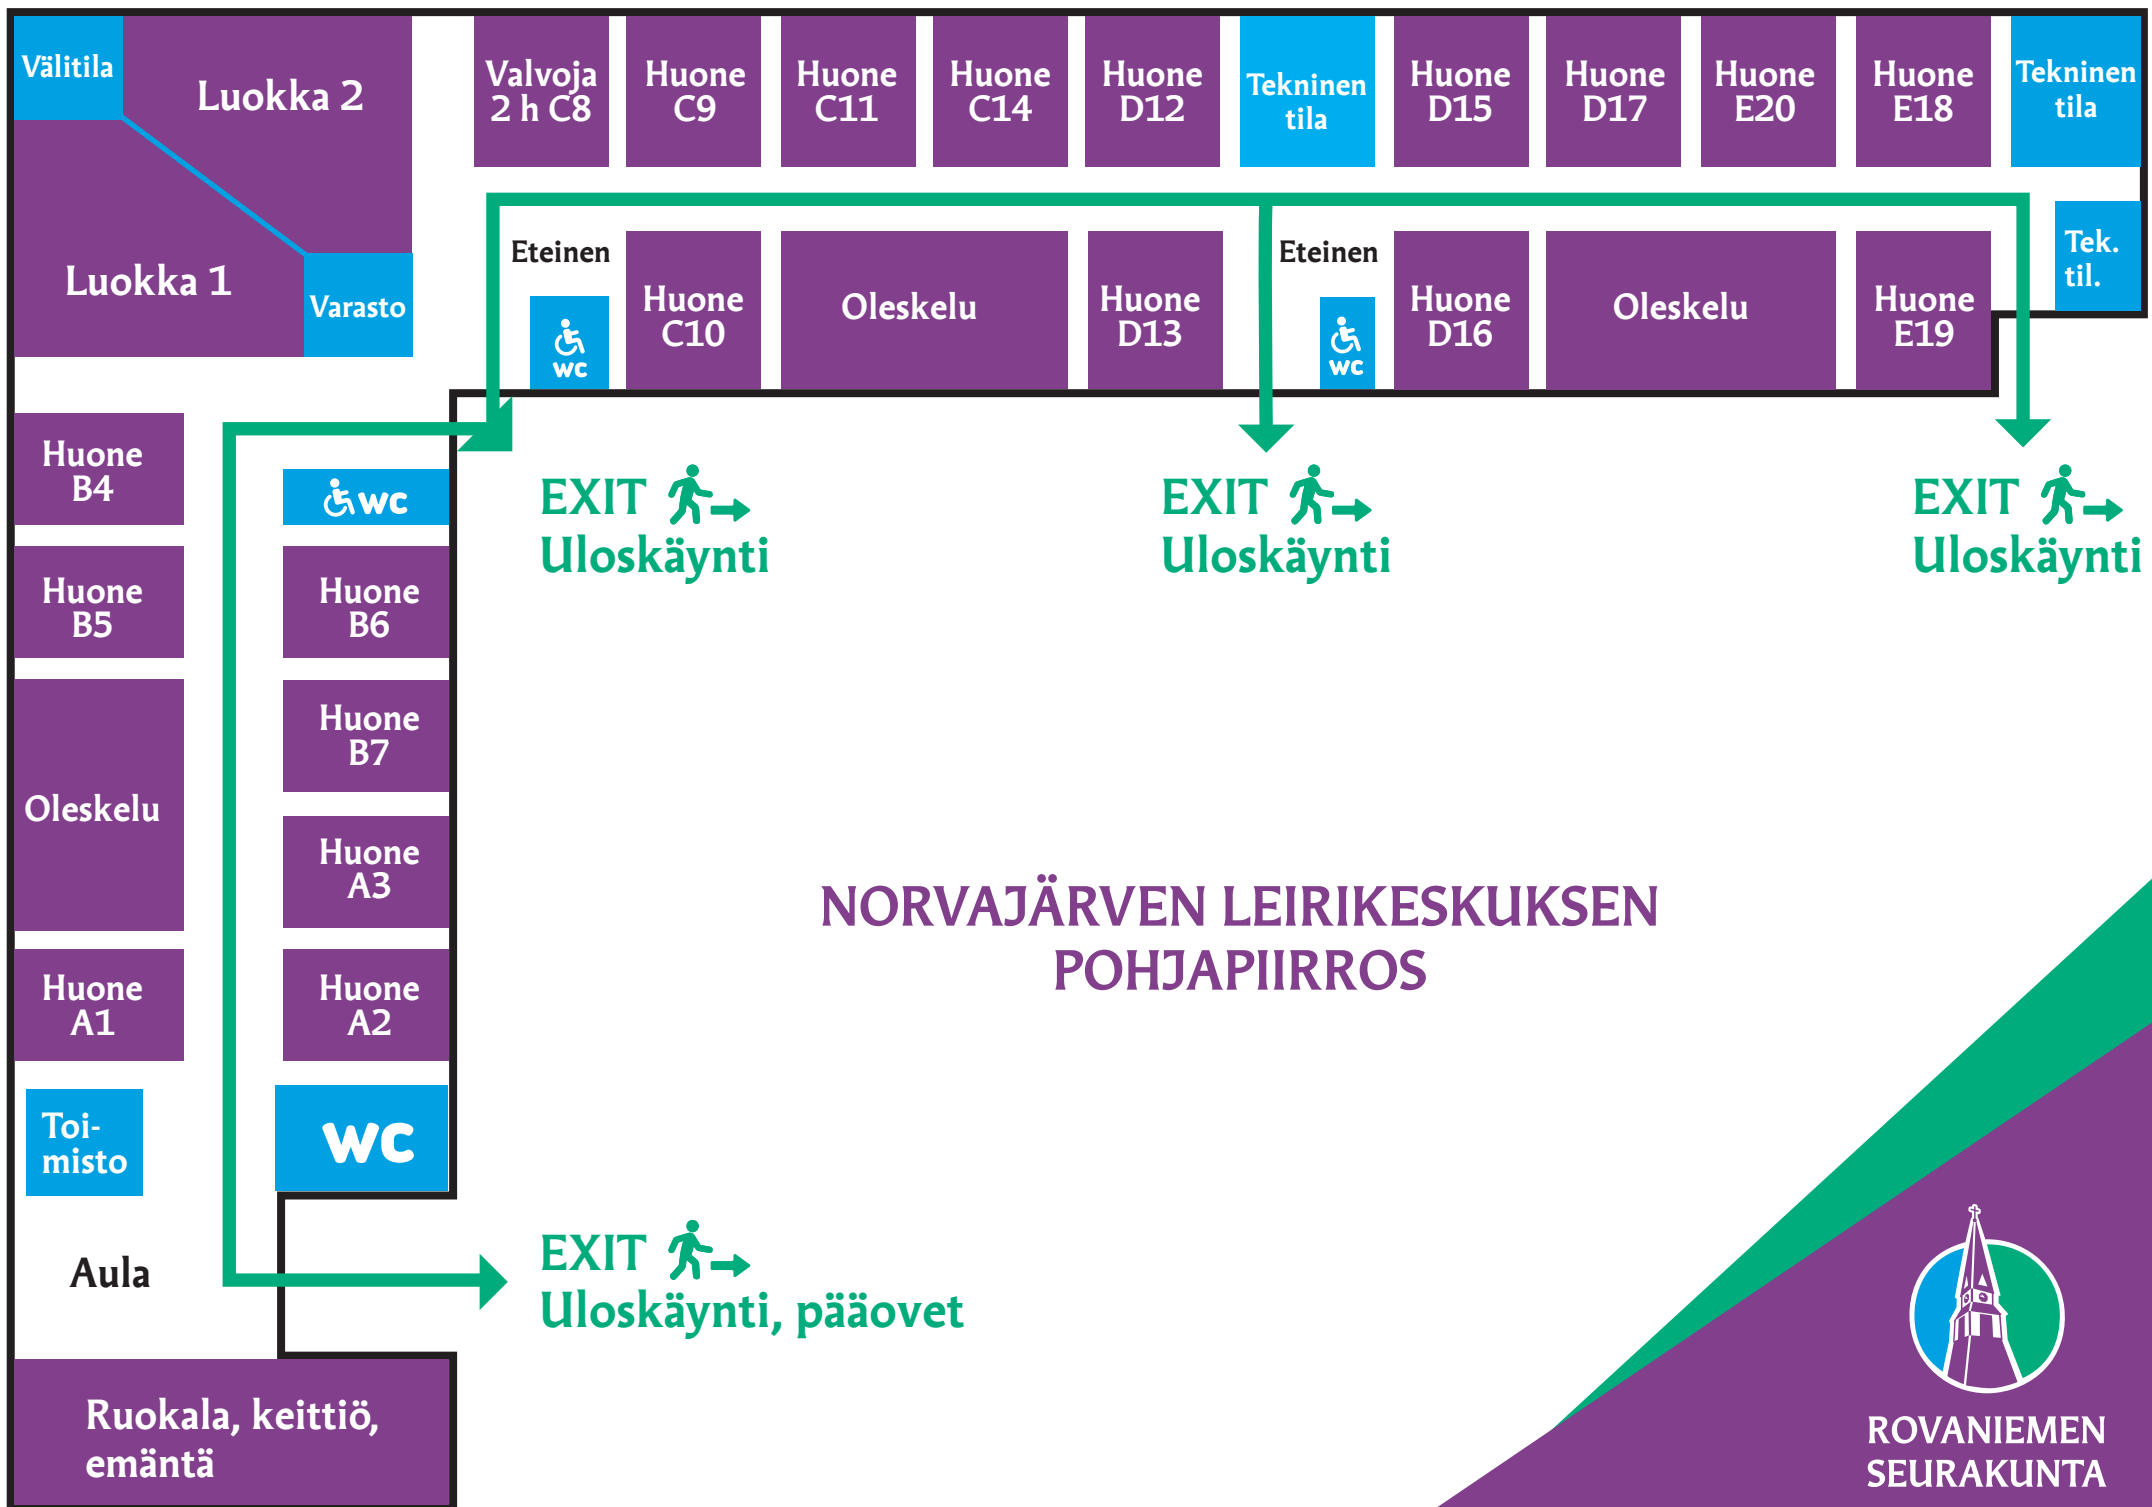 Välitila
Luokka 2
Luokka 1
Varasto
Valvoja
2 h C8
Huone
C9
Huone
C11
Huone
C14
Huone
D12
Tekninen
tila
Huone
D15
Huone
D17
Huone
E20
Huone
E18
Tekninen
tila
Tek.
til.
Eteinen
wc
Huone
C10
Oleskelu
Huone
D13
Eteinen
wc
Huone
D16
Oleskelu
Huone
E19
EXIT
Uloskäynti
EXIT
Uloskäynti
EXIT
Uloskäynti
Huone
B4
wc
Huone
B5
Huone
B6
Huone
B7
Oleskelu
Huone
A3
Huone
A1
Huone
A2
Toi-
misto
wc
Aula
EXIT
Uloskäynti, pääovet
Ruokala, keittiö,
emäntä
NORVAJÄRVEN LEIRIKESKUKSEN
POHJAPIIRROS
ROVANIEMEN
SEURAKUNTA